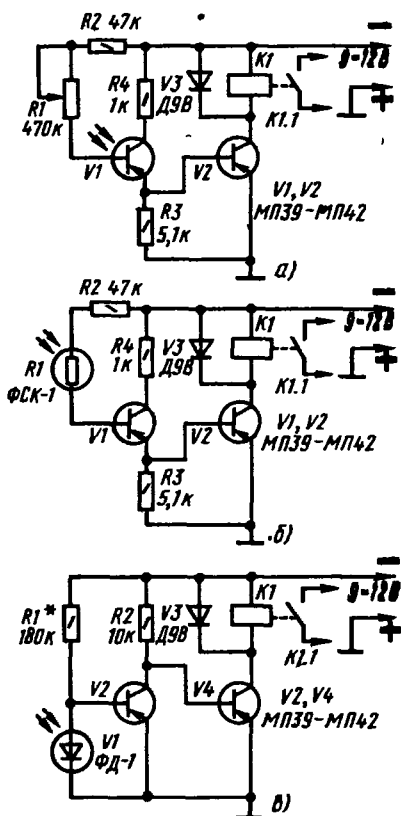 R2 47к
R1
470к
R4
1к
V3
Д9В
K1
9-12В
K1.1
V1
V2
V1, V2
МП39-МП42
R3
5,1к
а)
R2 47к
R1
ФСК-1
R4
1к
V3
Д9В
K1
9-12В
K1.1
V1
V2
V1, V2
МП39-МП42
R3
5,1к
б)
R1*
180к
R2
10к
V3
Д9В
K1
9-12В
K1.1
V2
V4
V2, V4
МП39-МП42
V1
ФД-1
в)